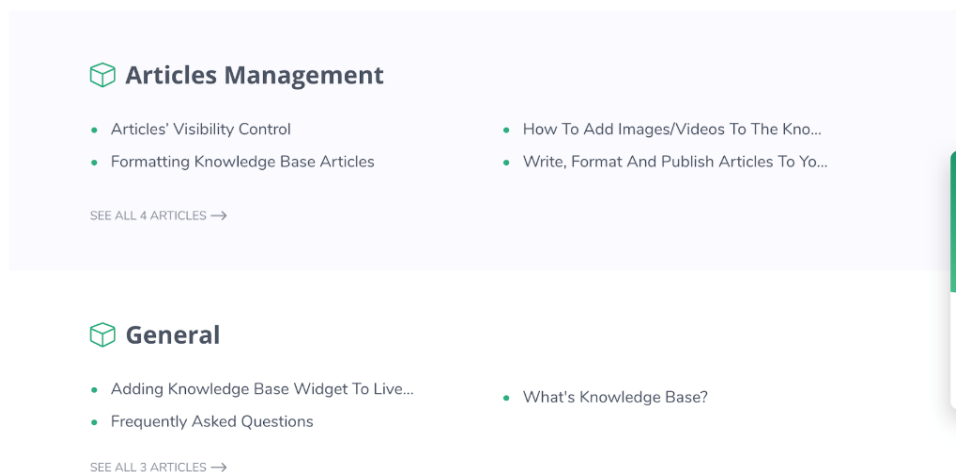 Articles Management
Articles’ Visibility Control
Formatting Knowledge Base Articles
How To Add Images/Videos To The Kno...
Write, Format And Publish Articles To Yo...
SEE ALL 4 ARTICLES
General
Adding Knowledge Base Widget To Live...
Frequently Asked Questions
What's Knowledge Base?
SEE ALL 3 ARTICLES